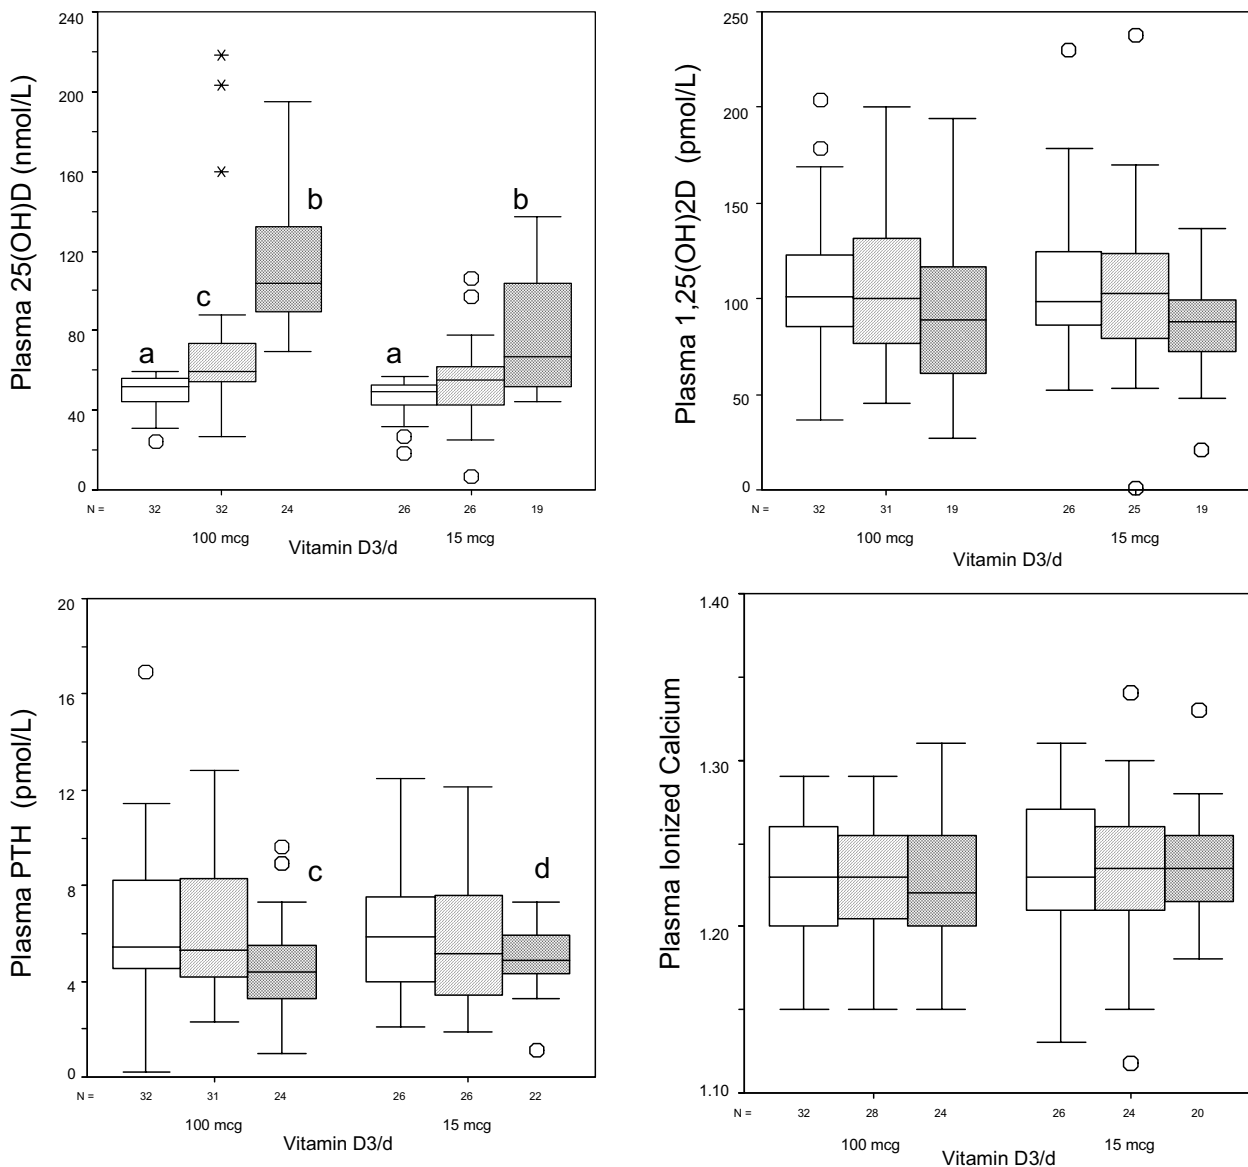 Plasma 25(OH)D (nmol/L)
240
200
160
120
80
40
0
a
c
b
a
b
N =
32 32 24 26 26 19
100 mcg 15 mcg
Vitamin D3/d
Plasma 1,25(OH)2D (pmol/L)
250
200
150
100
50
0
N =
32 31 19 26 25 19
100 mcg 15 mcg
Vitamin D3/d
Plasma PTH (pmol/L)
20
16
12
8
4
0
c
d
N =
32 31 24 26 26 22
100 mcg 15 mcg
Vitamin D3/d
Plasma Ionized Calcium
1.40
1.30
1.20
1.10
N =
32 28 24 26 24 20
100 mcg 15 mcg
Vitamin D3/d